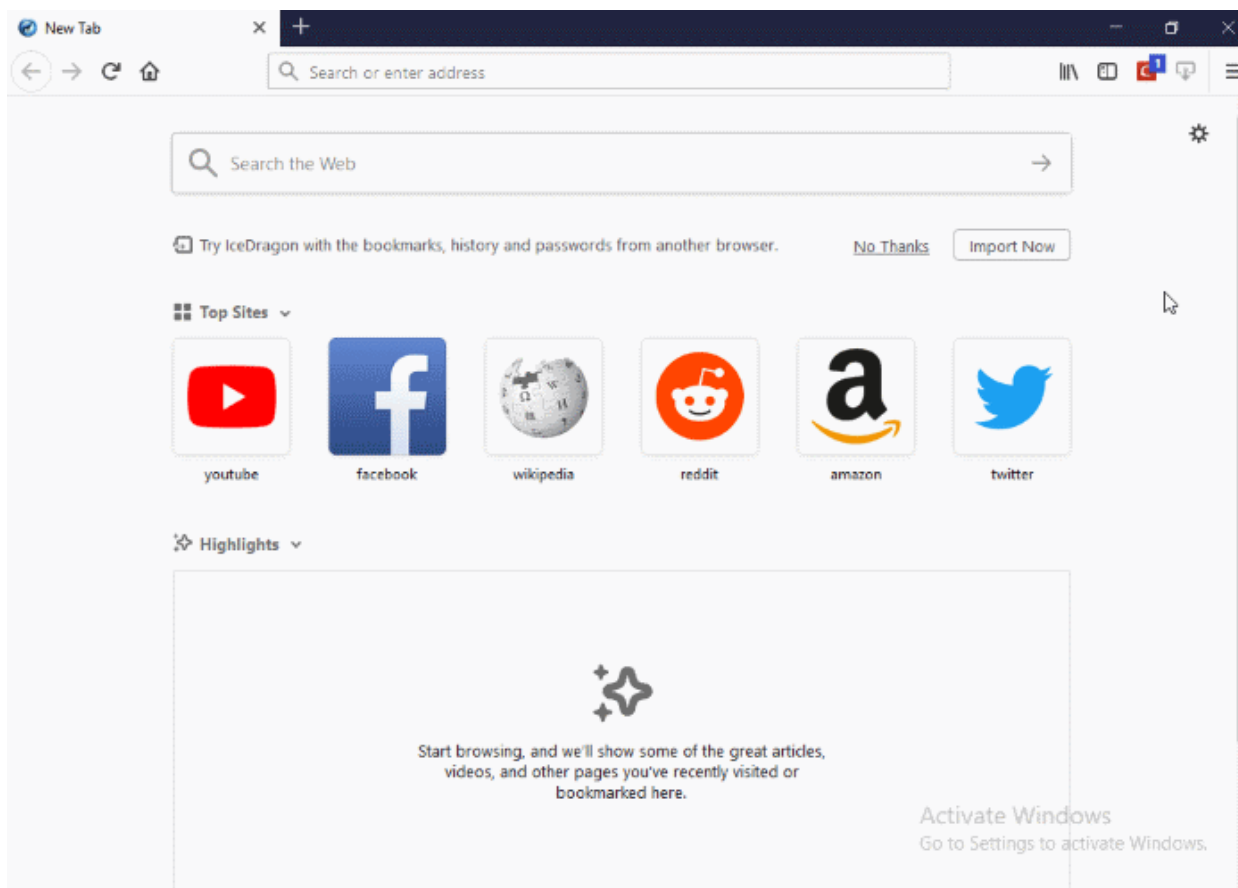 New Tab
Search or enter address
1
Search the Web
Try IceDragon with the bookmarks, history and passwords from another browser. No Thanks Import Now
Top Sites
youtube facebook wikipedia reddit amazon twitter
Highlights
Start browsing, and we'll show some of the great articles,
videos, and other pages you've recently visited or
bookmarked here.
Activate Windows
Go to Settings to activate Windows.